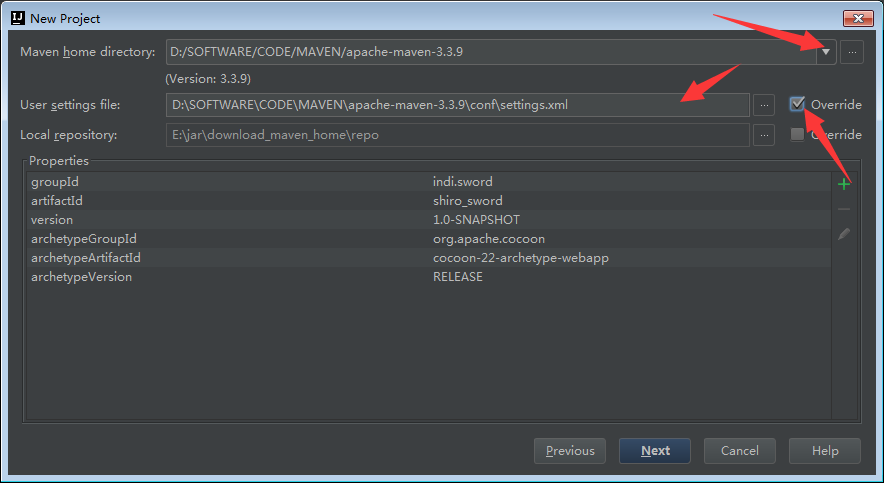 New Project
Maven home directory: D:/SOFTWARE/CODE/MAVEN/apache-maven-3.3.9 ...
(Version: 3.3.9)
User settings file: D:\SOFTWARE\CODE\MAVEN\apache-maven-3.3.9\conf\settings.xml ... Override
Local repository: E:\jar\download_maven_home\repo ... Override
Properties
groupId indi.sword
artifactId shiro_sword
version 1.0-SNAPSHOT
archetypeGroupId org.apache.cocoon
archetypeArtifactId cocoon-22-archetype-webapp
archetypeVersion RELEASE
Previous Next Cancel Help